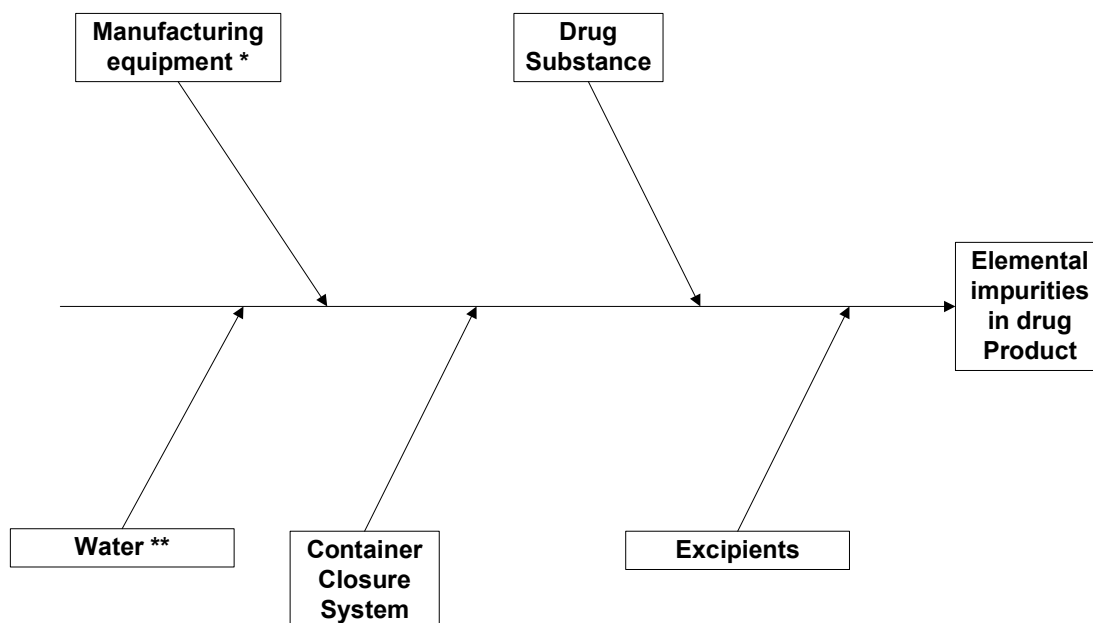 Manufacturing
equipment *
Drug
Substance
Elemental
impurities
in drug
Product
Water **
Container
Closure
System
Excipients